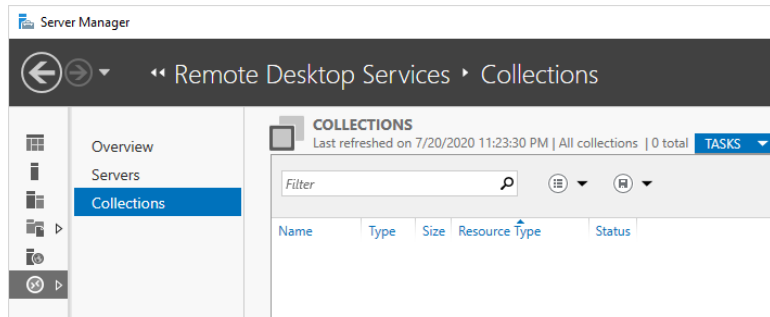 Server Manager
Remote Desktop Services Collections
COLLECTIONS
Last refreshed on 7/20/2020 11:23:30 PM | All collections | 0 total TASKS
Overview
Servers
Collections
Filter
Name Type Size Resource Type Status